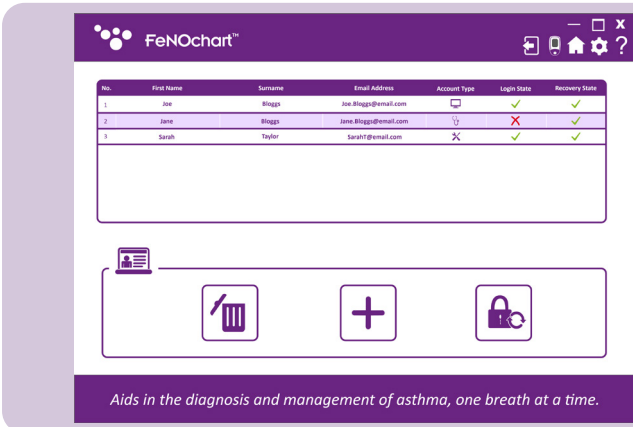 FeNOchart™
No. First Name Surname Email Address Account Type Login State Recovery State
1 Joe Bloggs Joe.Bloggs@email.com
2 Jane Bloggs Jane.Bloggs@email.com
3 Sarah Taylor SarahT@email.com
Aids in the diagnosis and management of asthma, one breath at a time.